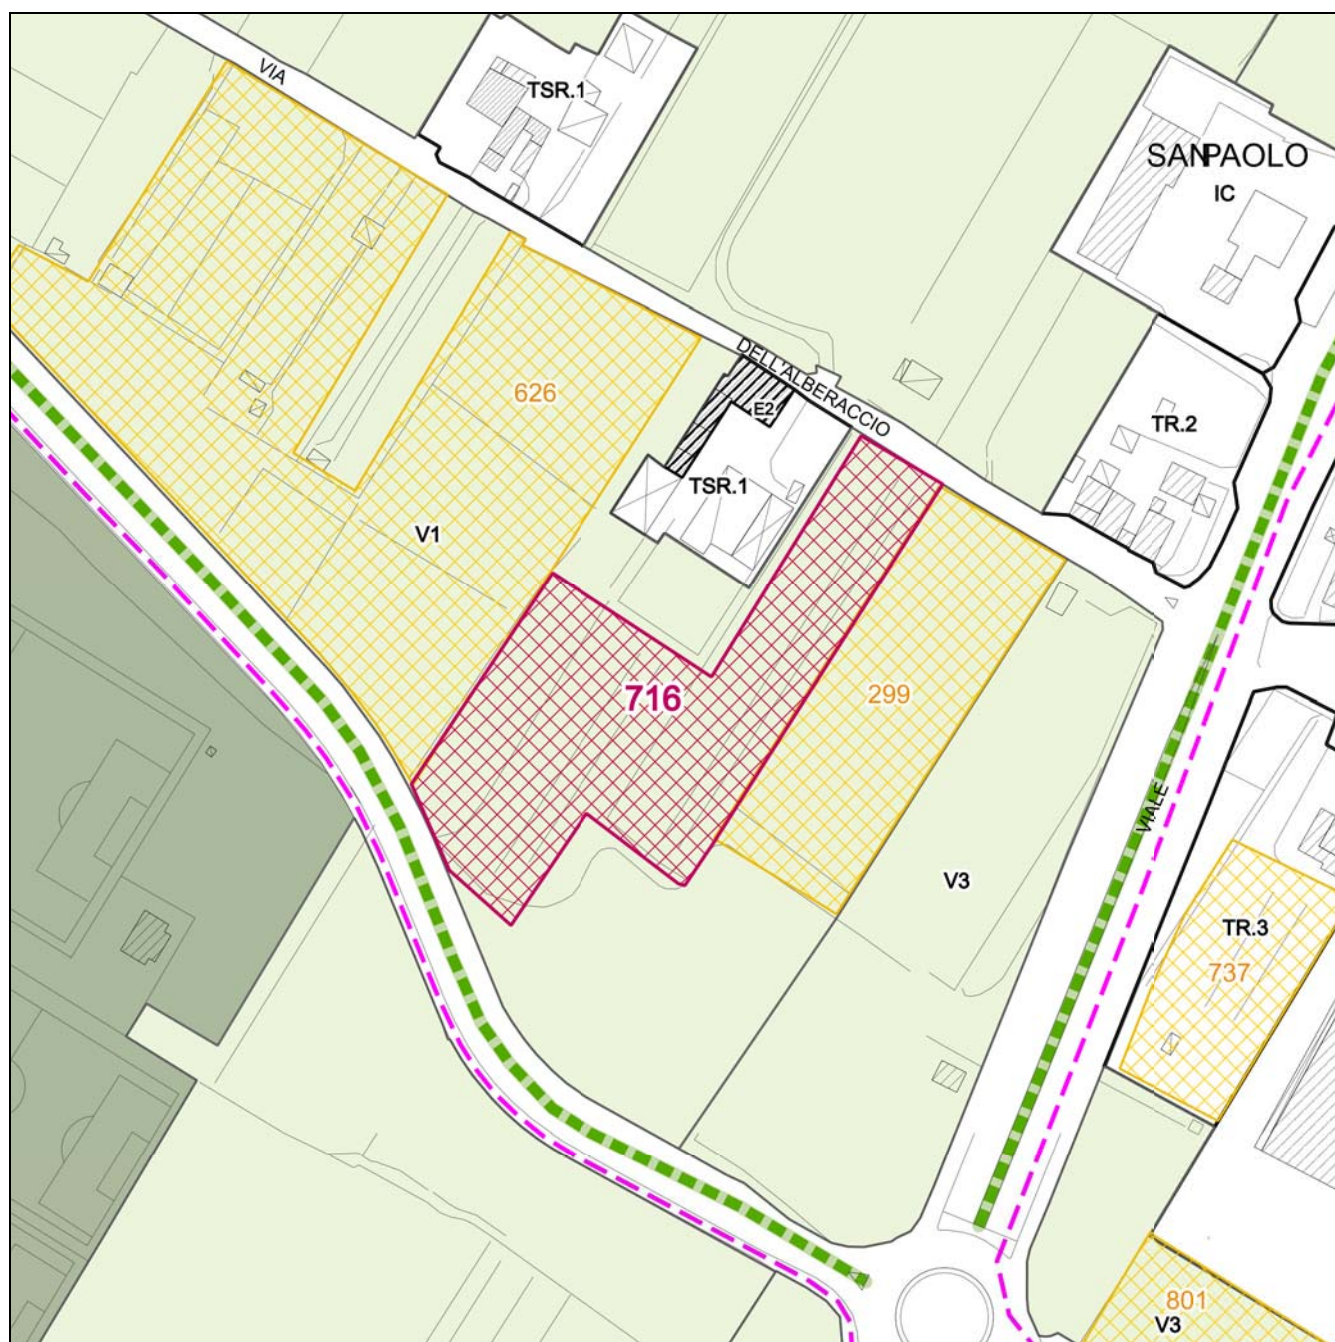 VIA
TSR.1
SANPAOLO
IC
626
DELL'ALBERACCIO
E2
TR.2
TSR.1
V1
716
299
VIALE
V3
TR.3
737
801
V3